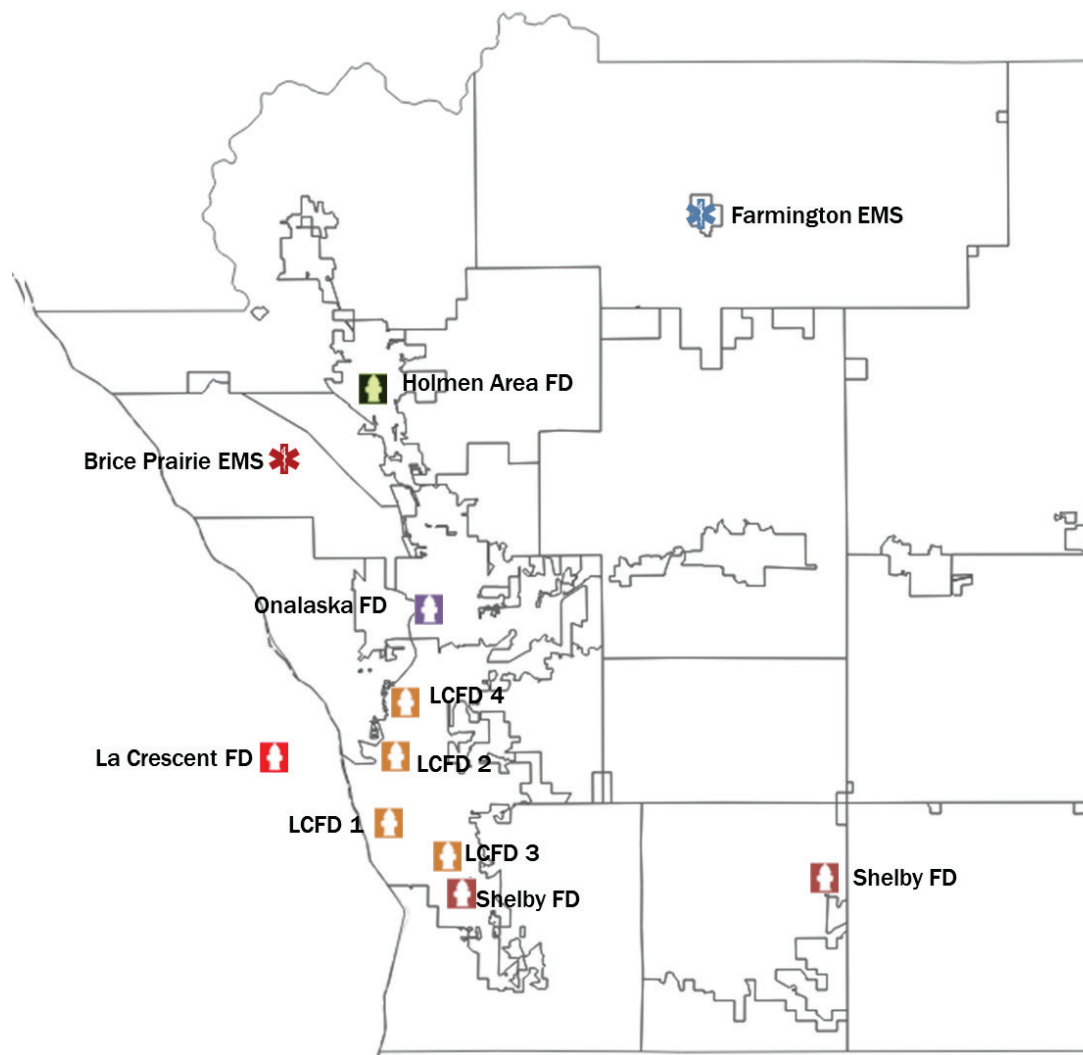 Farmington EMS
Holmen Area FD
Brice Prairie EMS
Onalaska FD
LCFD 4
La Crescent FD
LCFD 2
LCFD 1
LCFD 3
Shelby FD
Shelby FD